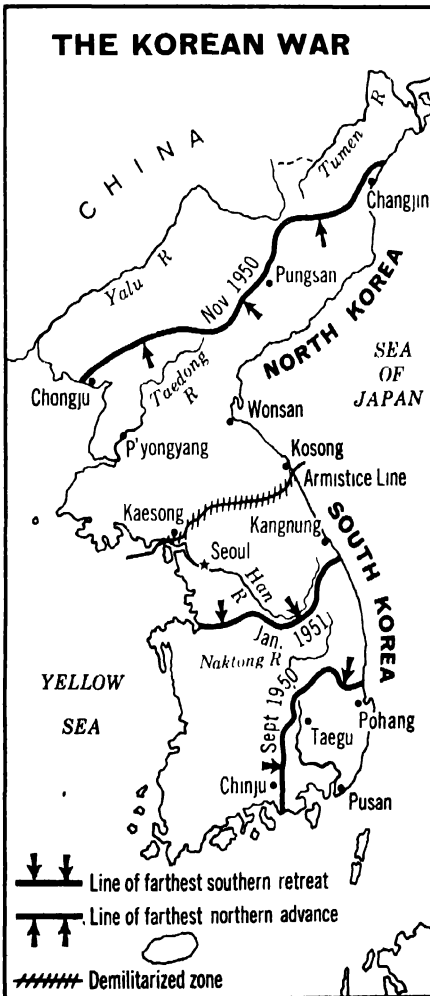 THE KOREAN WAR
CHINA
Tumen R
Changjin
Yalu R
Nov 1950
Pungsan
NORTH KOREA
SEA
OF
JAPAN
Chongju
Taedong R
Wonsan
P'yongyang
Kosong
Armistice Line
Kaesong
Kangnung
Seoul
SOUTH KOREA
Han R
Jan. 1951
Naktong R
YELLOW
SEA
Sept 1950
Pohang
Taegu
Chinju
Pusan
Line of farthest southern retreat
Line of farthest northern advance
Demilitarized zone